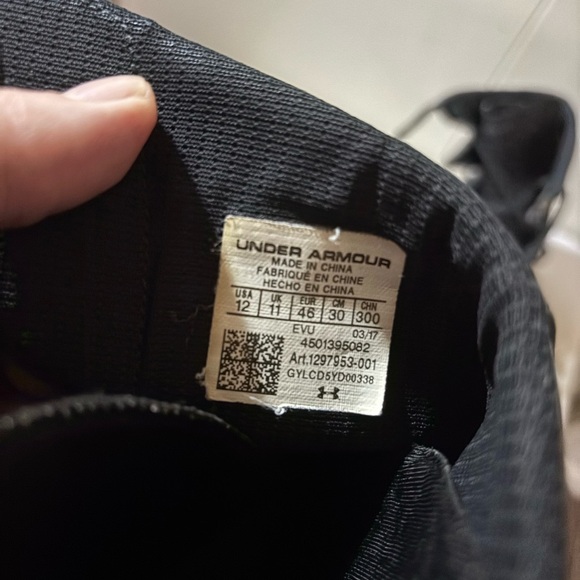 UNDER ARMOUR
MADE IN CHINA
FABRIQUÉ EN CHINE
HECHO EN CHINA
USA UK EUR CM CHN
12 11 46 30 300
EVU 03/17
4501395082
Art.1297953-001
GYLCD5YD00338